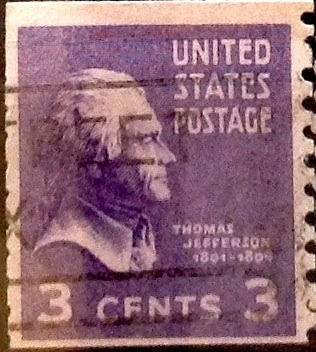 UNITED
STATES
POSTAGE
THOMAS
JEFFERSON
1801-1809
3 CENTS 3